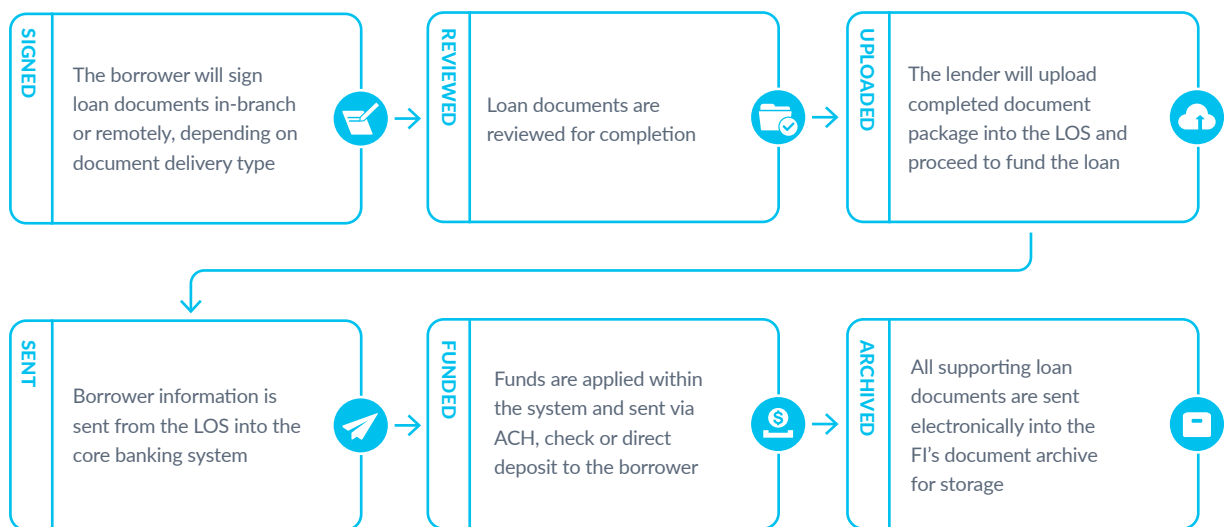 SIGNED
The borrower will sign
loan documents in-branch
or remotely, depending on
document delivery type
REVIEWED
Loan documents are
reviewed for completion
UPLOADED
The lender will upload
completed document
package into the LOS and
proceed to fund the loan
SENT
Borrower information is
sent from the LOS into the
core banking system
FUNDED
Funds are applied within
the system and sent via
ACH, check or direct
deposit to the borrower
$
ARCHIVED
All supporting loan
documents are sent
electronically into the
FI's document archive
for storage